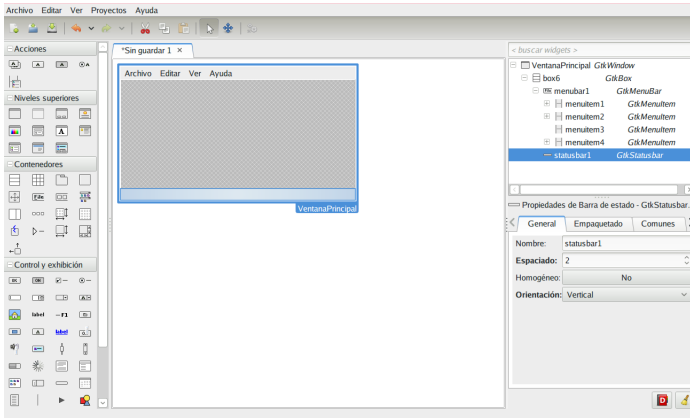 Archivo Editar Ver Proyectos Ayuda
Acciones
Niveles superiores
Contenedores
Control y exhibición
label
label
*Sin guardar 1 ×
Archivo Editar Ver Ayuda
VentanaPrincipal
< buscar widgets >
VentanaPrincipal GtkWindow
box6 GtkBox
menubar1 GtkMenuBar
menuitem1 GtkMenuItem
menuitem2 GtkMenuItem
menuitem3 GtkMenuItem
menuitem4 GtkMenuItem
statusbar1 GtkStatusbar
Propiedades de Barra de estado - GtkStatusbar.
General Empaquetado Comunes
Nombre: statusbar1
Espaciado: 2
Homogéneo: No
Orientación: Vertical